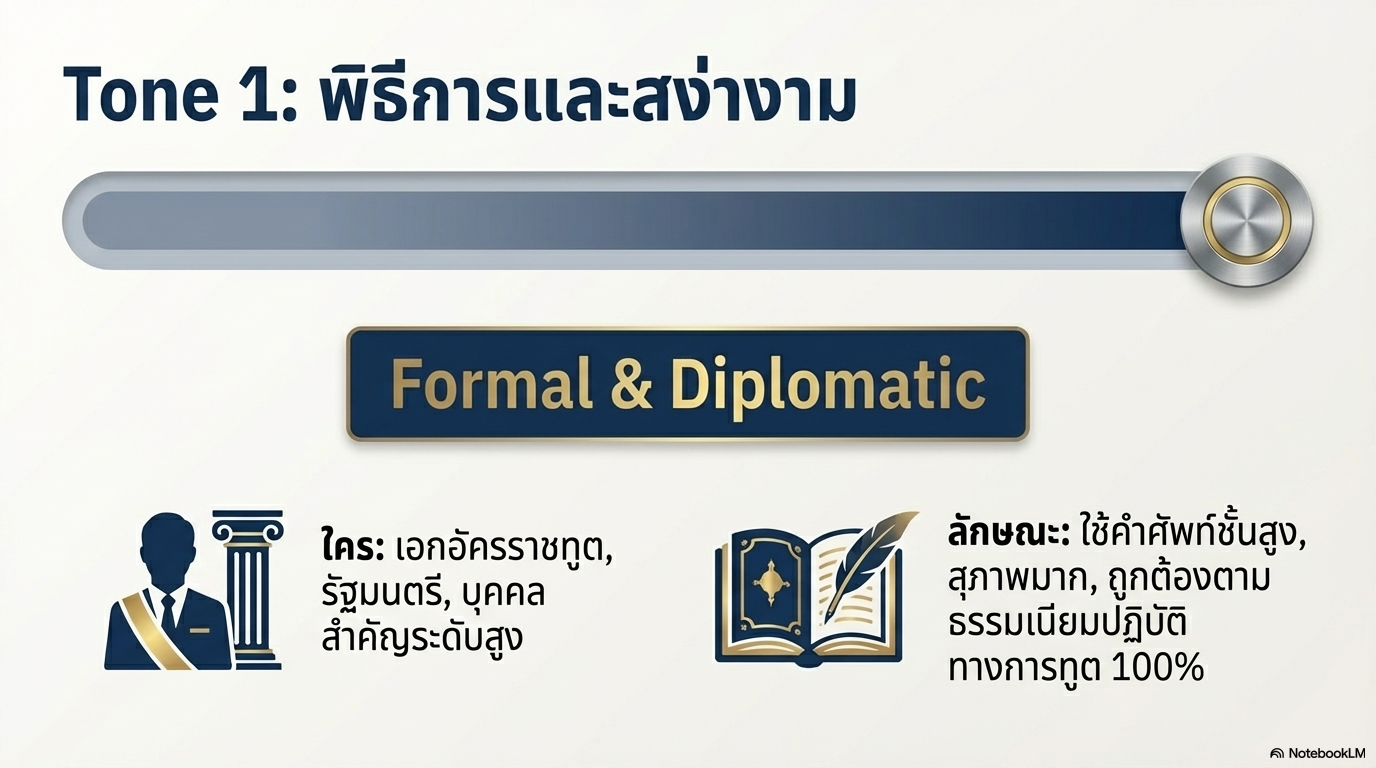 Tone 1: พิธีการและสง่างาม
Formal & Diplomatic
ใคร: เอกอัครราชทูต,
รัฐมนตรี, บุคคล
สำคัญระดับสูง
ลักษณะ: ใช้คำศัพท์ชั้นสูง,
สุภาพมาก, ถูกต้องตาม
ธรรมเนียมปฏิบัติ
ทางการทูต 100%
NotebookLM